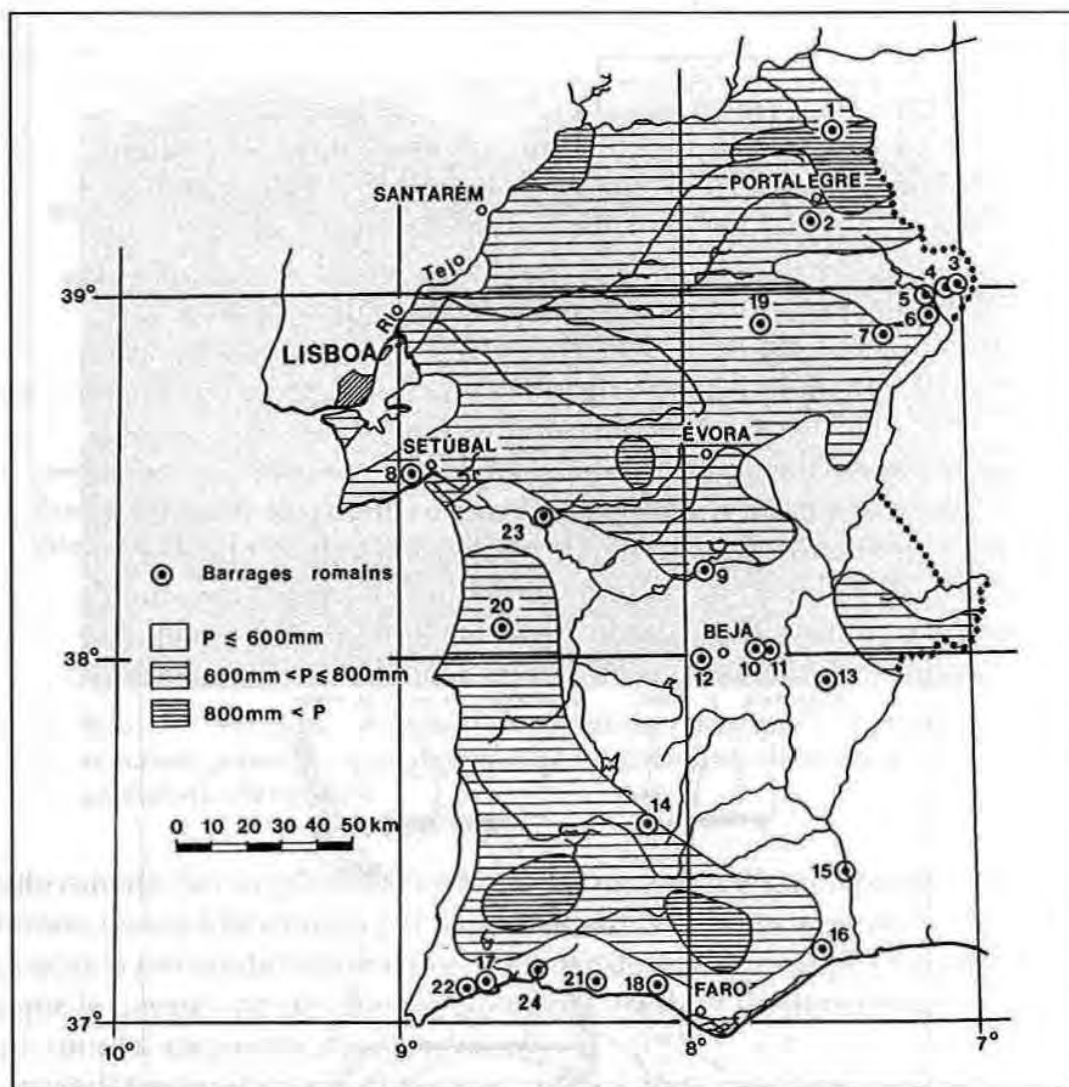 1
SANTARÉM
PORTALEGRE
2
Rio Tejo
3
4
39°
5
19
6
7
LISBOA
ÉVORA
SETÚBAL
8
23
9
Barrages romains
20
P ≤ 600mm
BEJA
38°
12
10
11
600mm < P ≤ 800mm
13
800mm < P
14
0 10 20 30 40 50 km
15
16
17
22
24
21
18
FARO
37°
10°
9°
8°
7°